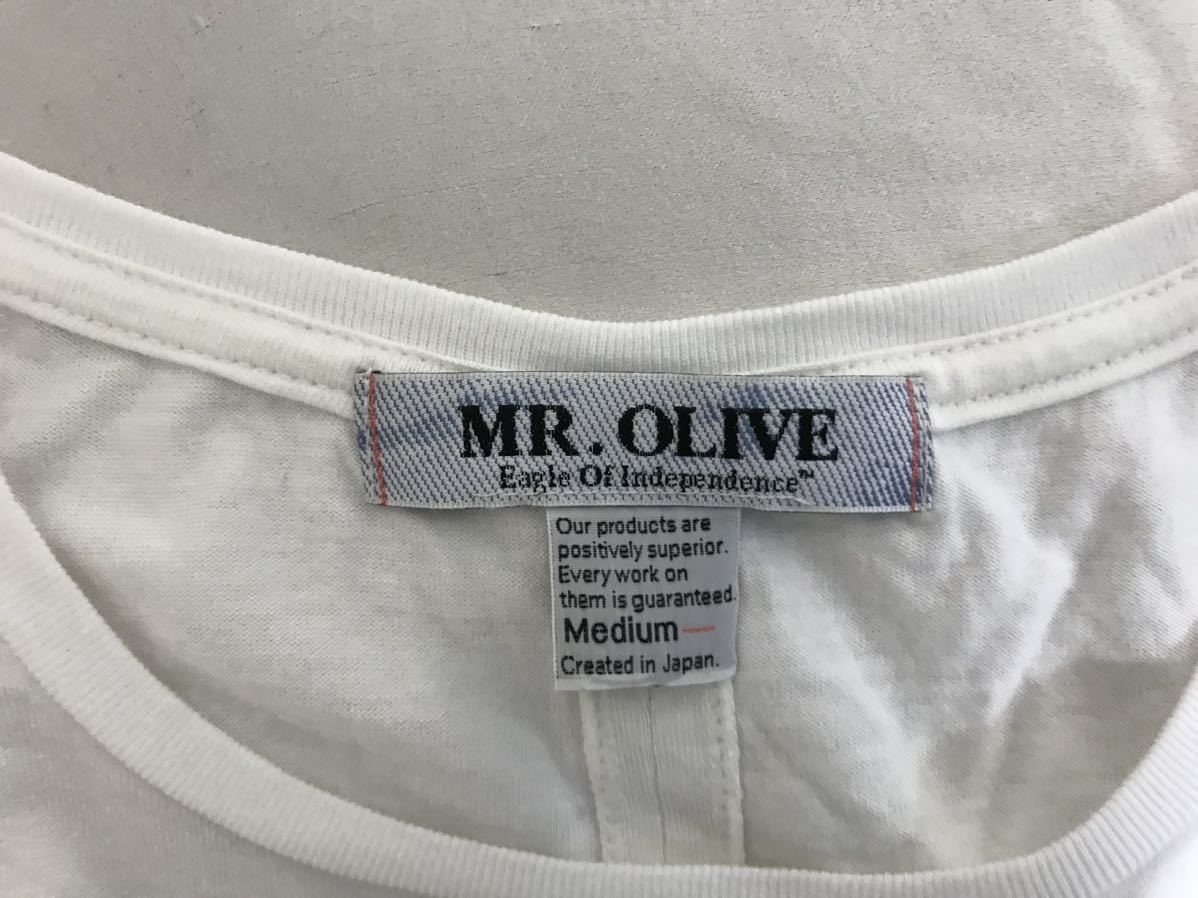 MR. OLIVE
Eagle Of Independence™
Our products are
positively superior.
Every work on
them is guaranteed.
Medium
Created in Japan.